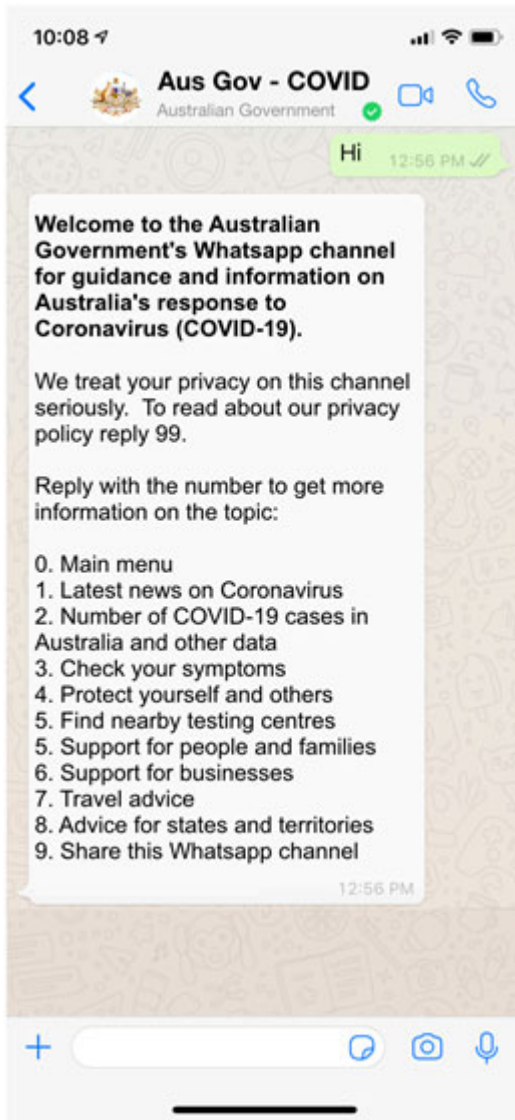 10:08
Aus Gov - COVID
Australian Government
Hi 12:56 PM
Welcome to the Australian
Government's Whatsapp channel
for guidance and information on
Australia's response to
Coronavirus (COVID-19).
We treat your privacy on this channel
seriously.  To read about our privacy
policy reply 99.
Reply with the number to get more
information on the topic:
0. Main menu
1. Latest news on Coronavirus
2. Number of COVID-19 cases in
Australia and other data
3. Check your symptoms
4. Protect yourself and others
5. Find nearby testing centres
5. Support for people and families
6. Support for businesses
7. Travel advice
8. Advice for states and territories
9. Share this Whatsapp channel
12:56 PM